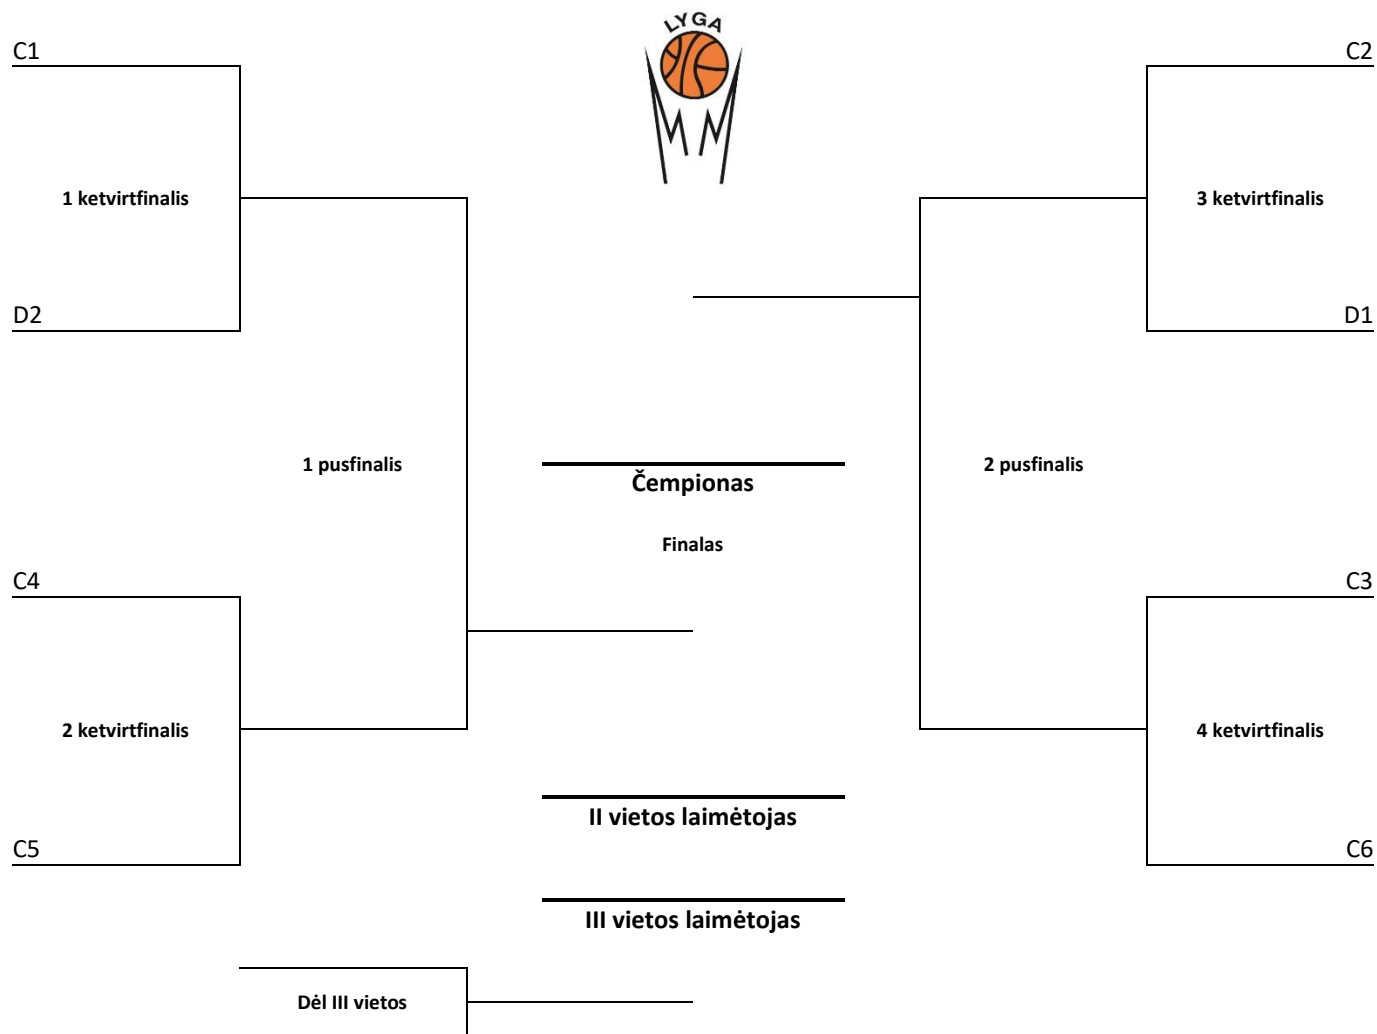 LYGA
C1
C2
1 ketvirtfinalis
3 ketvirtfinalis
D2
D1
1 pusfinalis
2 pusfinalis
Čempionas
Finalas
C4
C3
2 ketvirtfinalis
4 ketvirtfinalis
II vietos laimėtojas
C5
C6
III vietos laimėtojas
Dėl III vietos